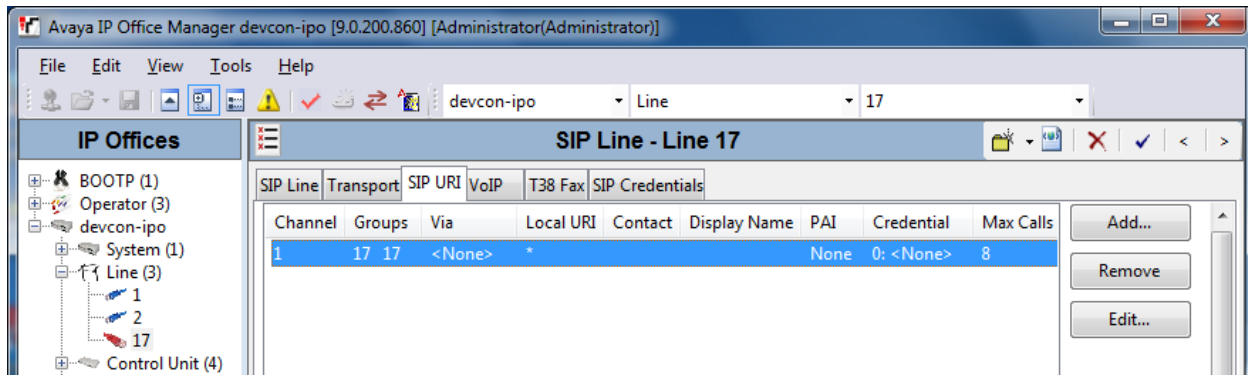 Avaya IP Office Manager devcon-ipo [9.0.200.860] [Administrator(Administrator)]
File Edit View Tools Help
devcon-ipo Line 17
IP Offices
SIP Line - Line 17
BOOTP (1)
Operator (3)
devcon-ipo
System (1)
Line (3)
1
2
17
Control Unit (4)
SIP Line Transport SIP URI VoIP T38 Fax SIP Credentials
Channel Groups Via Local URI Contact Display Name PAI Credential Max Calls
1 17 17 <None> * None 0: <None> 8
Add...
Remove
Edit...